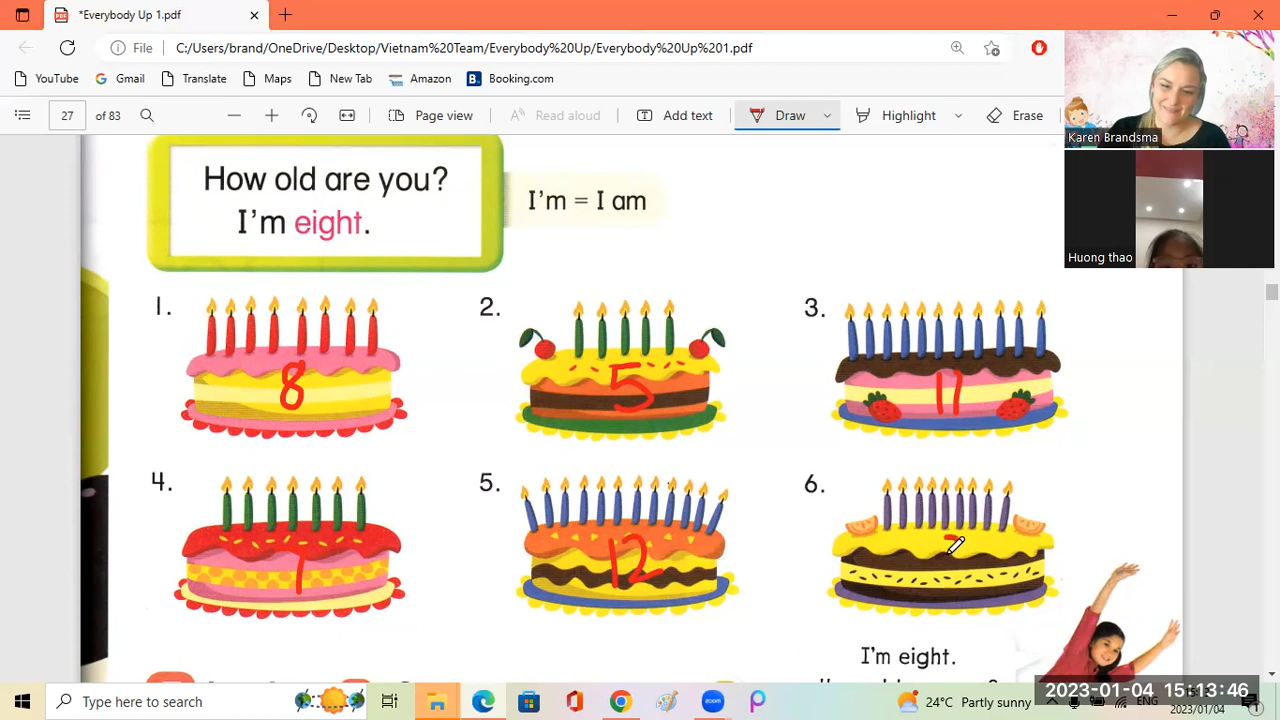 *Everybody Up 1.pdf
File
C:/Users/brand/OneDrive/Desktop/Vietnam%20Team/Everybody%20Up/Everybody%20Up%201.pdf
YouTube
Gmail
Translate
Maps
New Tab
Amazon
B.
Booking.com
27
of 83
Page view
Read aloud
Add text
Draw
Highlight
Erase
Karen Brandsma
Huong thao
How old are you?
I'm eight.
I'm = I am
1.
8
2.
5
3.
11
4.
5.
12
6.
I'm eight.
Type here to search
zoom
24°C Partly sunny
ENG
2023-01-04 15:13:46
2023/01/04